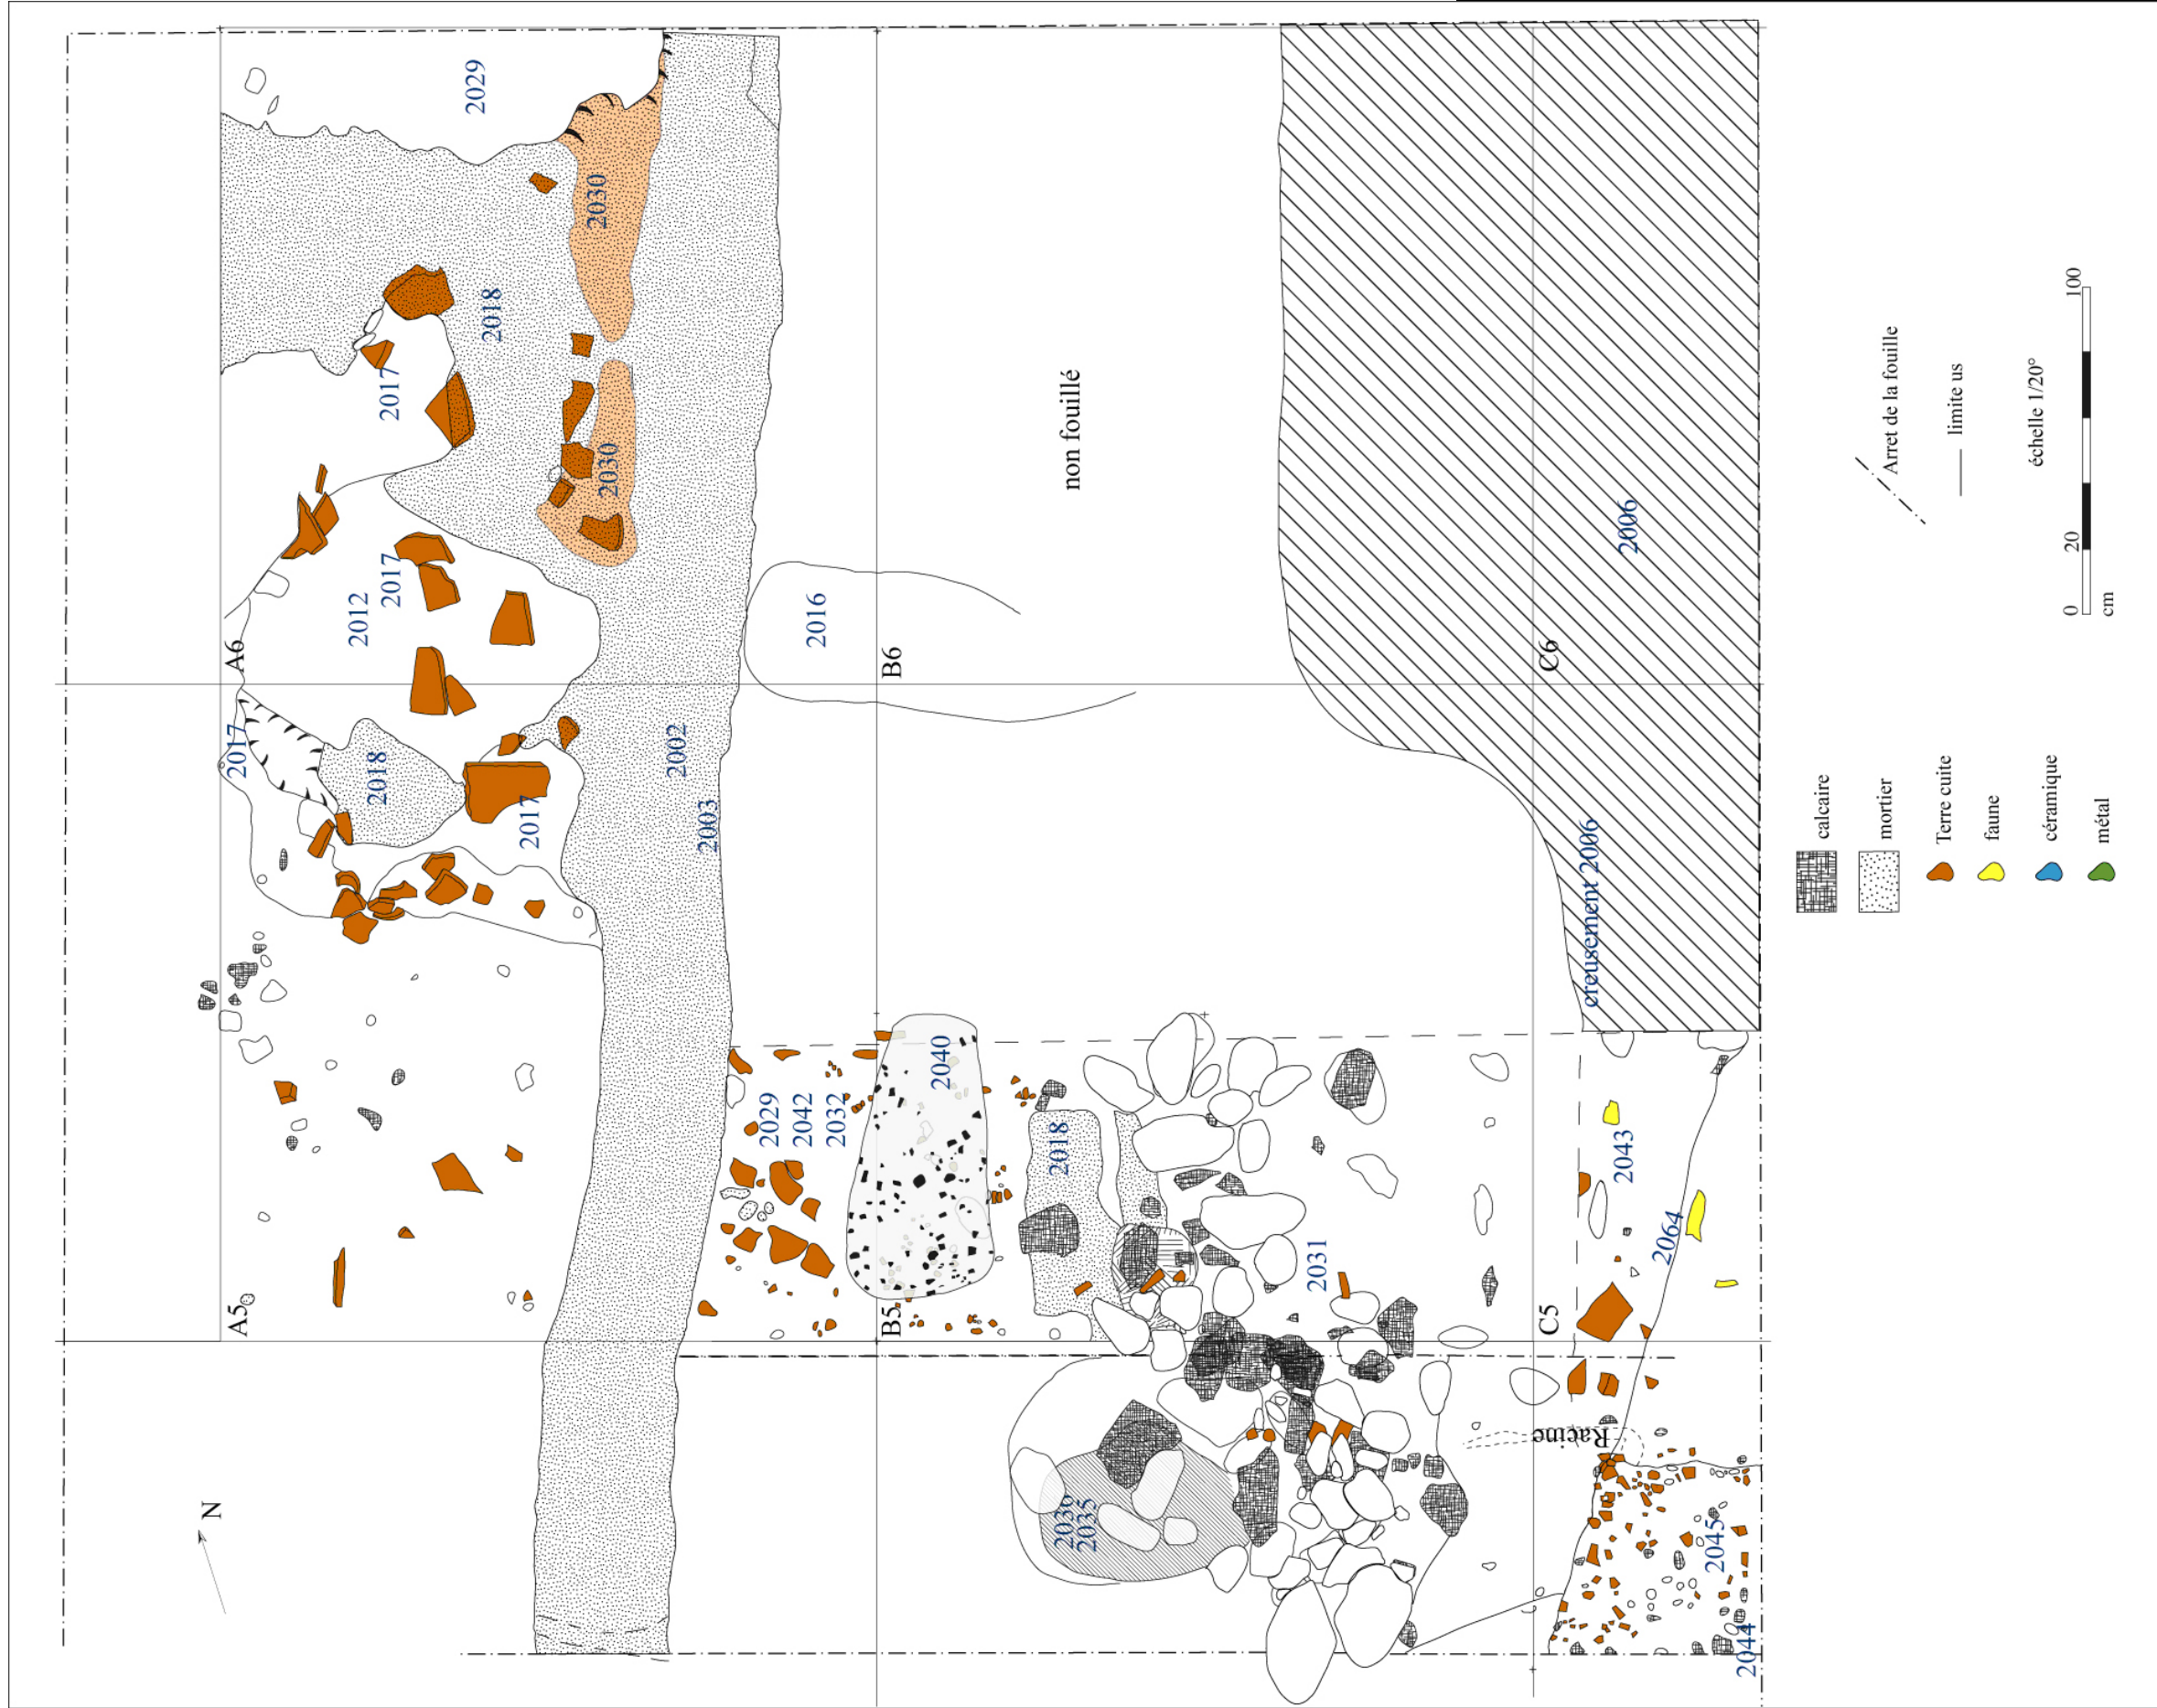 2029
2030
2018
2017
2030
2012
2017
A6
2017
2018
2017
2002
2003
2016
B6
non fouillé
2006
C6
creusement 2006
A5
2029
2042
2032
2040
B5
2018
2031
C5
2043
2064
Racine
2036
2035
2045
2044
N
Arret de la fouille
limite us
échelle 1/20°
0 20 100
cm
calcaire
mortier
Terre cuite
faune
céramique
métal